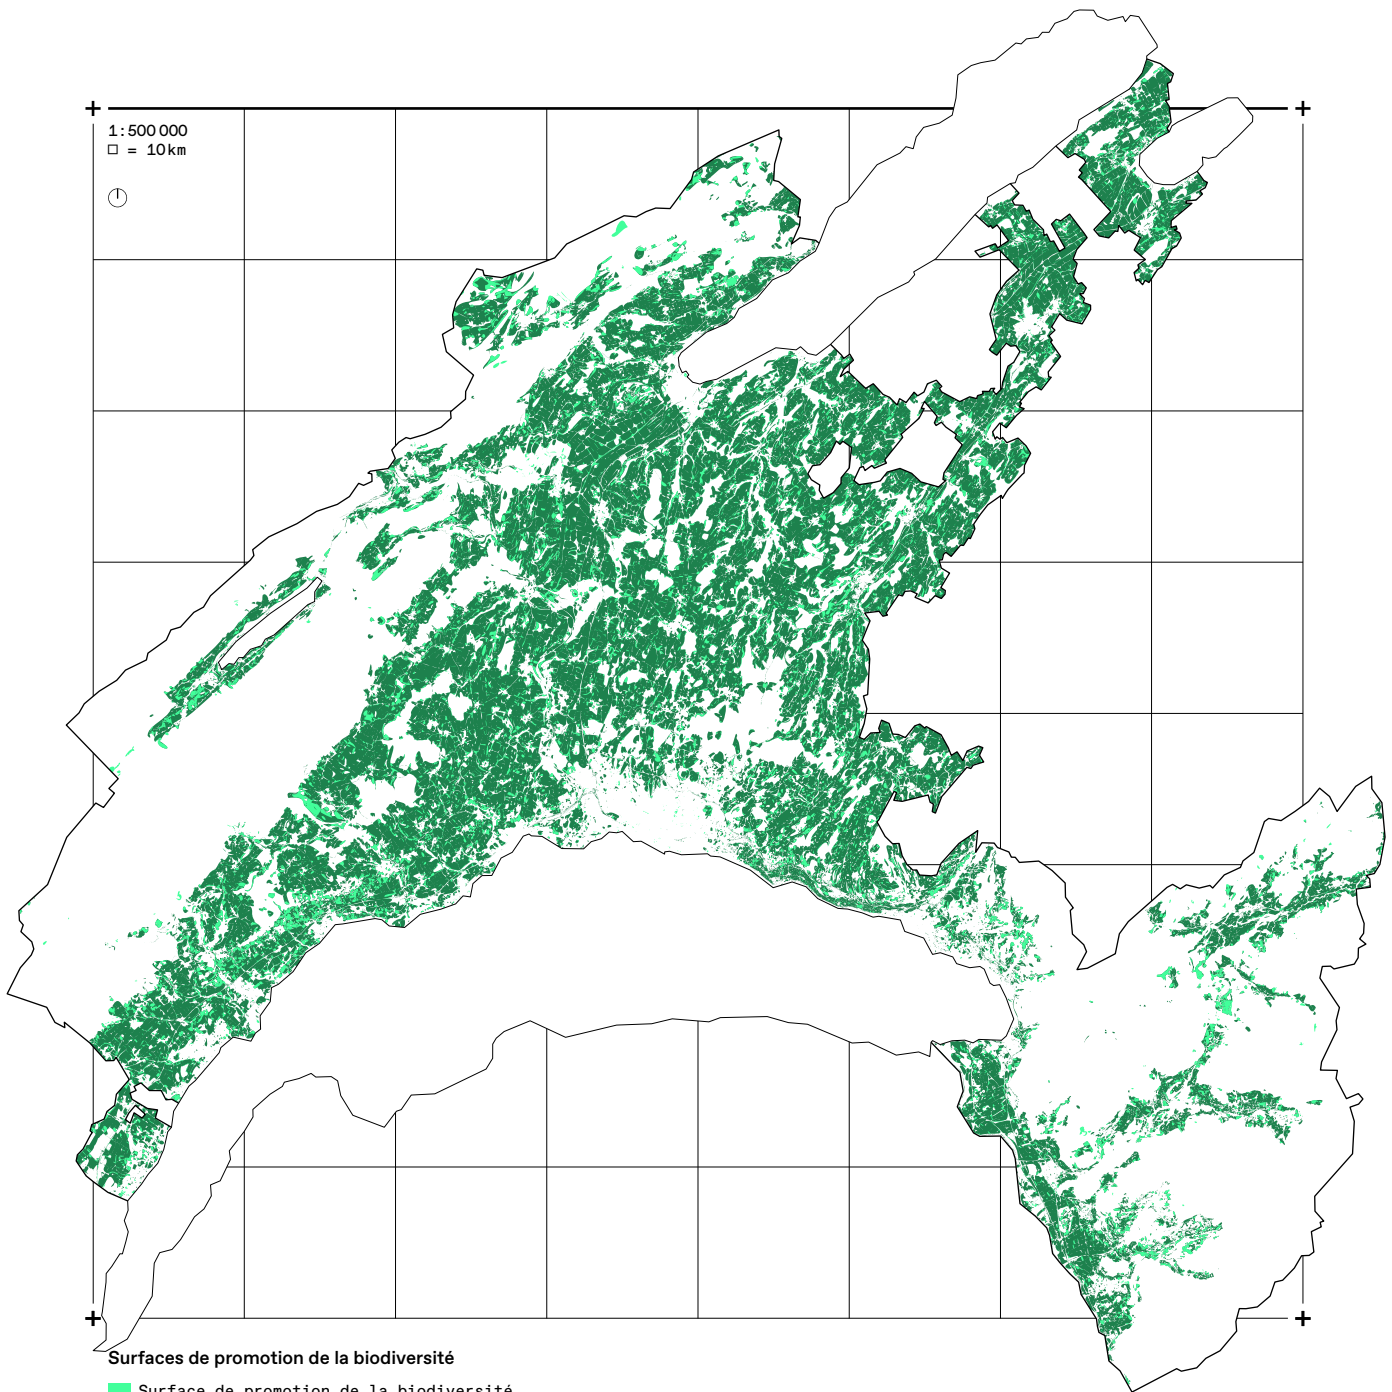 1:500 000
□ = 10 km
Surfaces de promotion de la biodiversité
Surface de promotion de la biodiversité